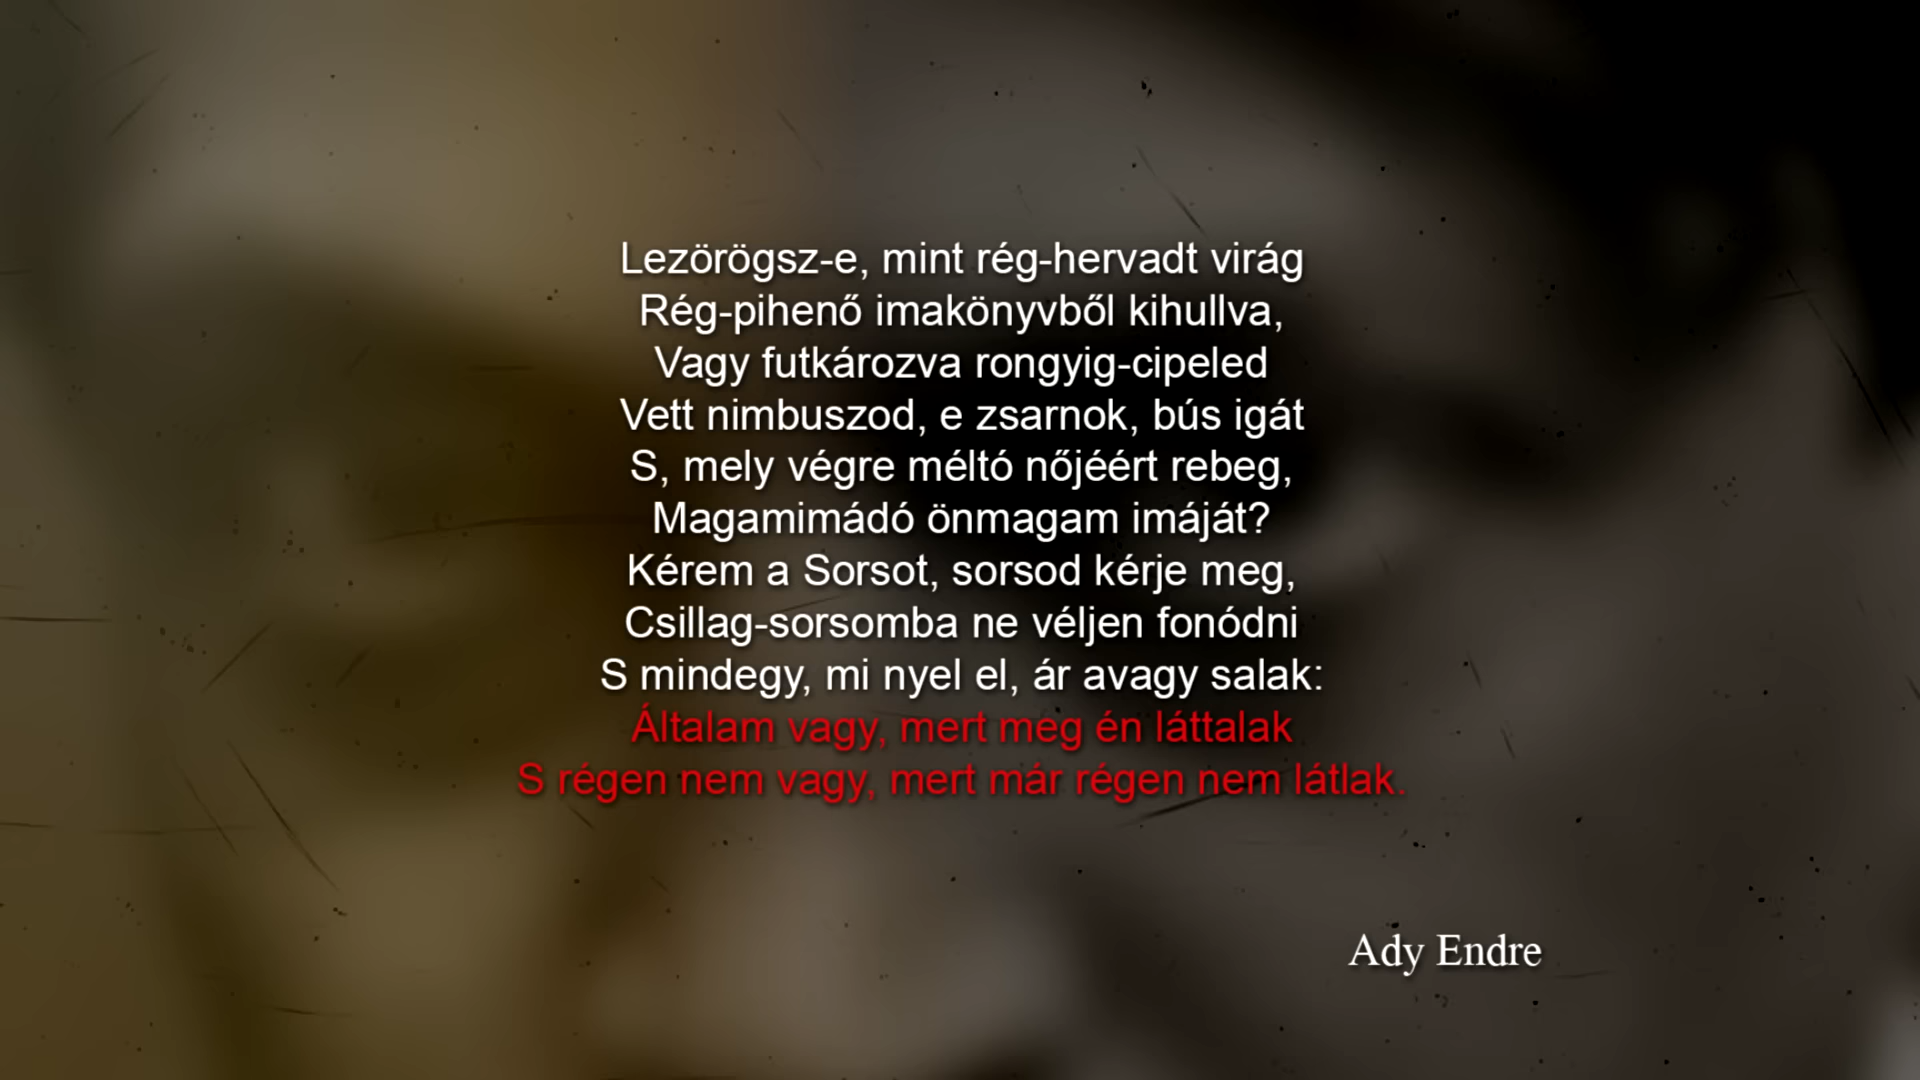 Lezörögsz-e, mint rég-hervadt virág
Rég-pihenő imakönyvből kihullva,
Vagy futkározva rongyig-cipeled
Vett nimbuszod, e zsarnok, bús igát
S, mely végre méltó nőjéért rebeg,
Magamimádó önmagam imáját?
Kérem a Sorsot, sorsod kérje meg,
Csillag-sorsomba ne véljen fonódni
S mindegy, mi nyel el, ár avagy salak:
Általam vagy, mert meg én láttalak
S régen nem vagy, mert már régen nem látlak.
Ady Endre